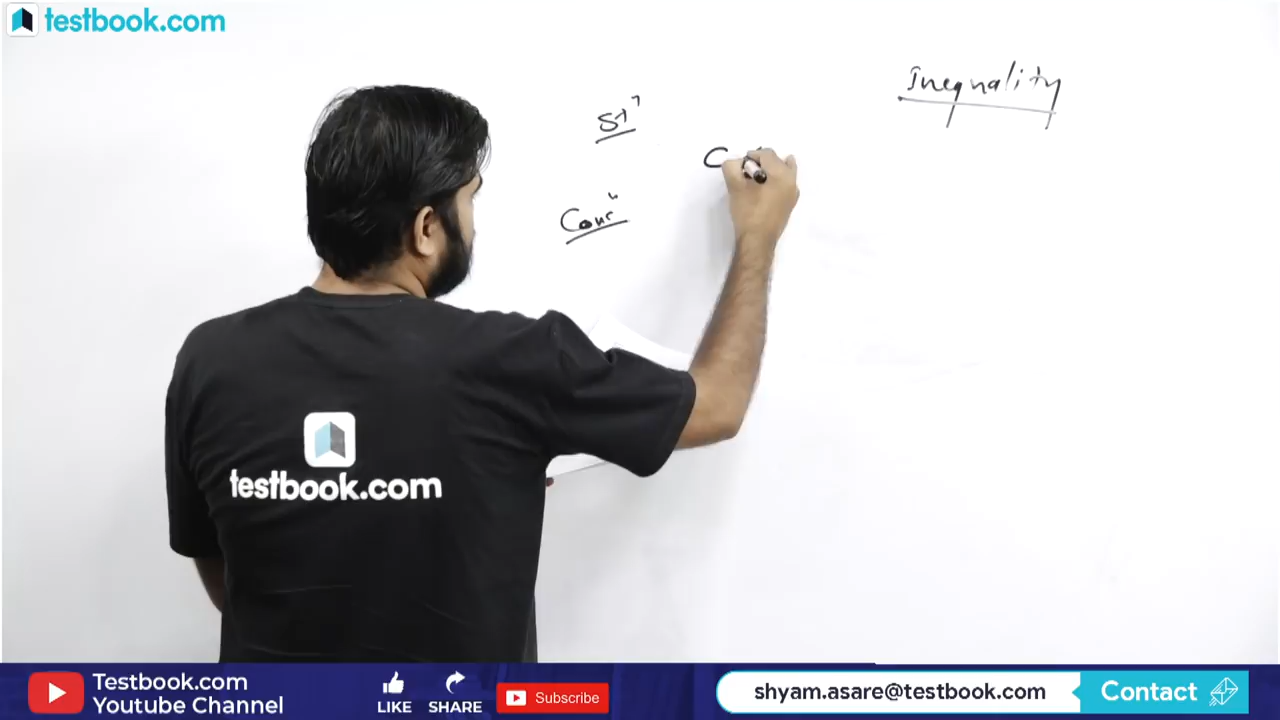 testbook.com
Inequality
St"
Conc"
C
testbook.com
Testbook.com
YouTube Channel
LIKE
SHARE
Subscribe
shyam.asare@testbook.com
Contact